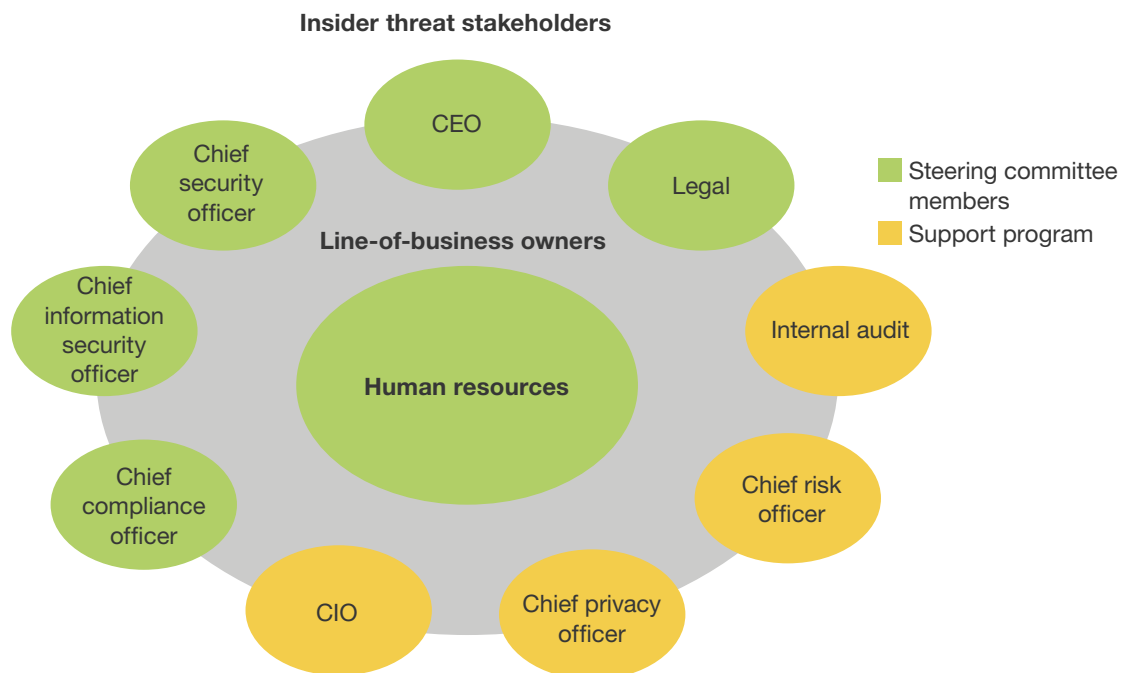 Insider threat stakeholders
CEO
Chief
security
officer
Legal
Steering committee
members
Support program
Line-of-business owners
Chief
information
security
officer
Internal audit
Human resources
Chief
compliance
officer
Chief risk
officer
CIO
Chief privacy
officer